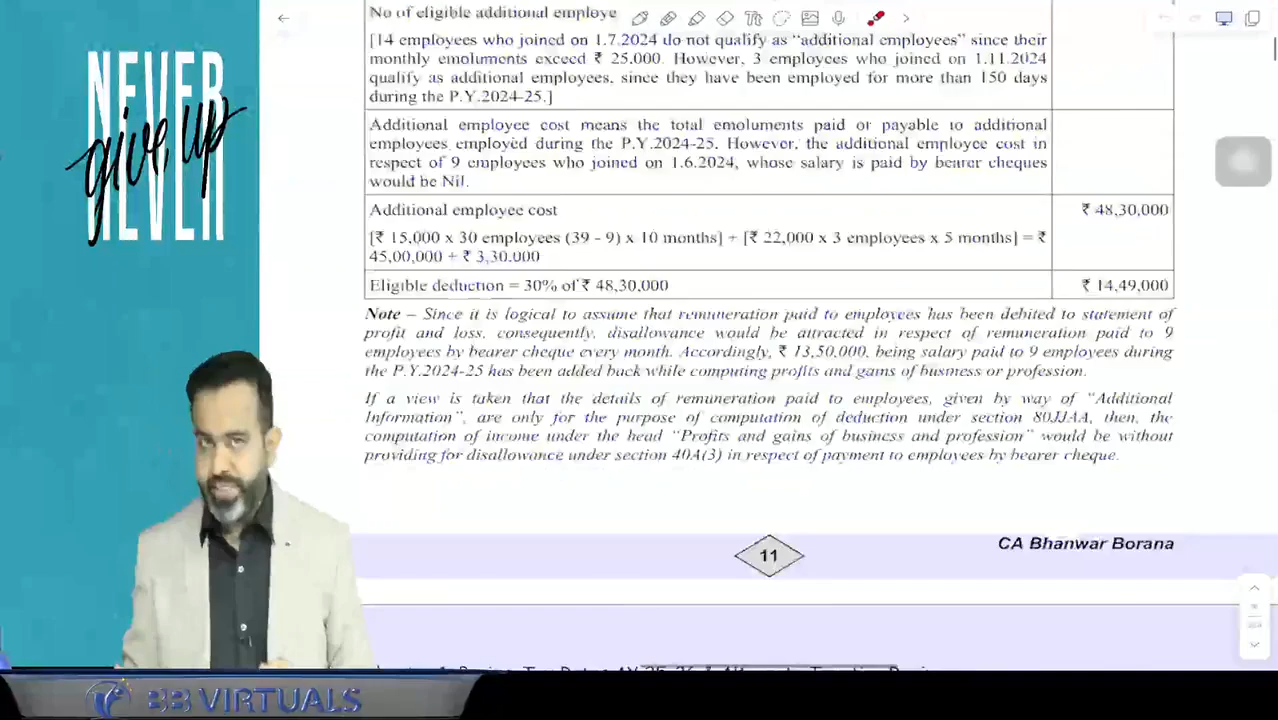 NEVER
give up
NEVER
No of eligible additional employe
[14 employees who joined on 1.7.2024 do not qualify as “additional employees” since their
monthly emoluments exceed ₹ 25.000. However, 3 employees who joined on 1.11.2024
qualify as additional employees, since they have been employed for more than 150 days
during the P.Y.2024-25.]
Additional employee cost means the total emoluments paid or payable to additional
employees employed during the P.Y.2024-25. However, the additional employee cost in
respect of 9 employees who joined on 1.6.2024, whose salary is paid by bearer cheques
would be Nil.
Additional employee cost
₹ 48,30,000
[₹ 15,000 x 30 employees (39 - 9) x 10 months] + [₹ 22,000 x 3 employees x 5 months] = ₹
45,00,000 + ₹ 3,30.000
Eligible deduction = 30% of ₹ 48,30,000
₹ 14,49,000
Note – Since it is logical to assume that remuneration paid to employees has been debited to statement of
profit and loss, consequently, disallowance would be attracted in respect of remuneration paid to 9
employees by bearer cheque every month. Accordingly, ₹ 13,50,000, being salary paid to 9 employees during
the P.Y.2024-25 has been added back while computing profits and gains of business or profession.
If a view is taken that the details of remuneration paid to employees, given by way of “Additional
Information”, are only for the purpose of computation of deduction under section 80JJAA, then, the
computation of income under the head “Profits and gains of business and profession” would be without
providing for disallowance under section 40A(3) in respect of payment to employees by bearer cheque.
11
CA Bhanwar Borana
BB VIRTUALS